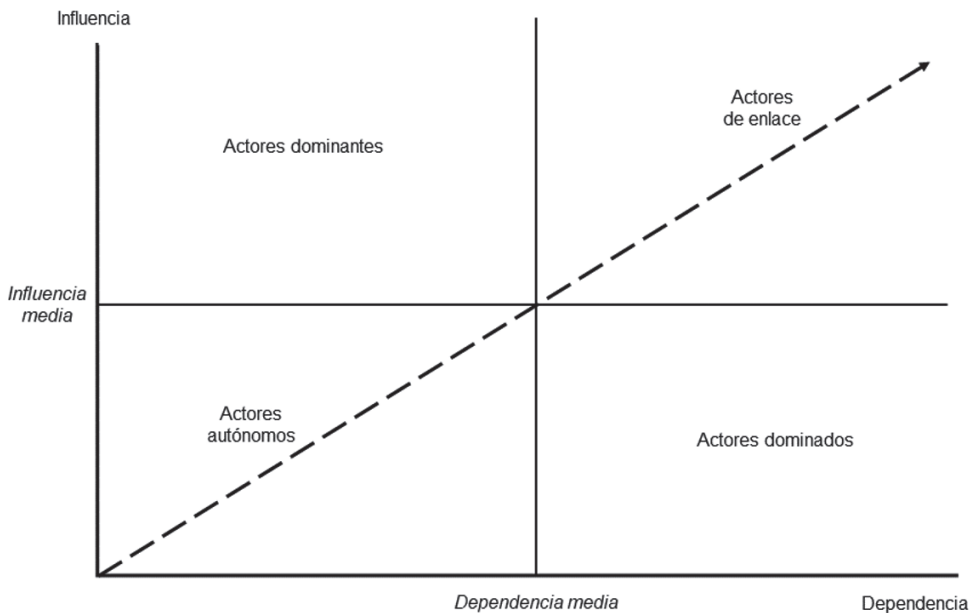 Influencia
Actores
de enlace
Actores dominantes
Influencia
media
Actores
autónomos
Actores dominados
Dependencia media
Dependencia